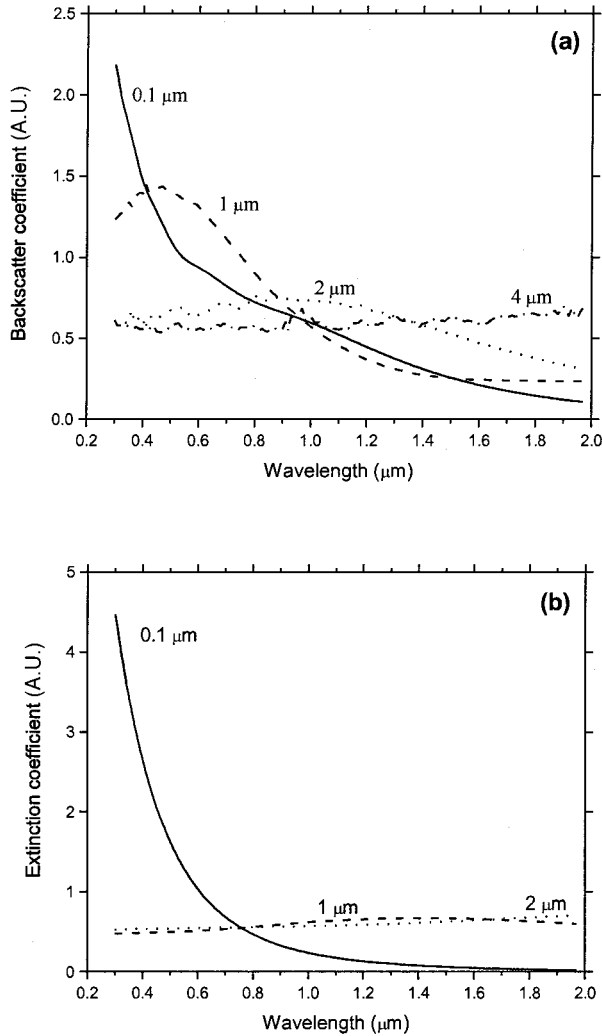 (a)
2.5
2.0
1.5
1.0
0.5
0.0
Backscatter coefficient (A.U.)
0.1 μm
1 μm
2 μm
4 μm
0.2 0.4 0.6 0.8 1.0 1.2 1.4 1.6 1.8 2.0
Wavelength (μm)
(b)
5
4
3
2
1
0
Extinction coefficient (A.U.)
0.1 μm
1 μm
2 μm
0.2 0.4 0.6 0.8 1.0 1.2 1.4 1.6 1.8 2.0
Wavelength (μm)